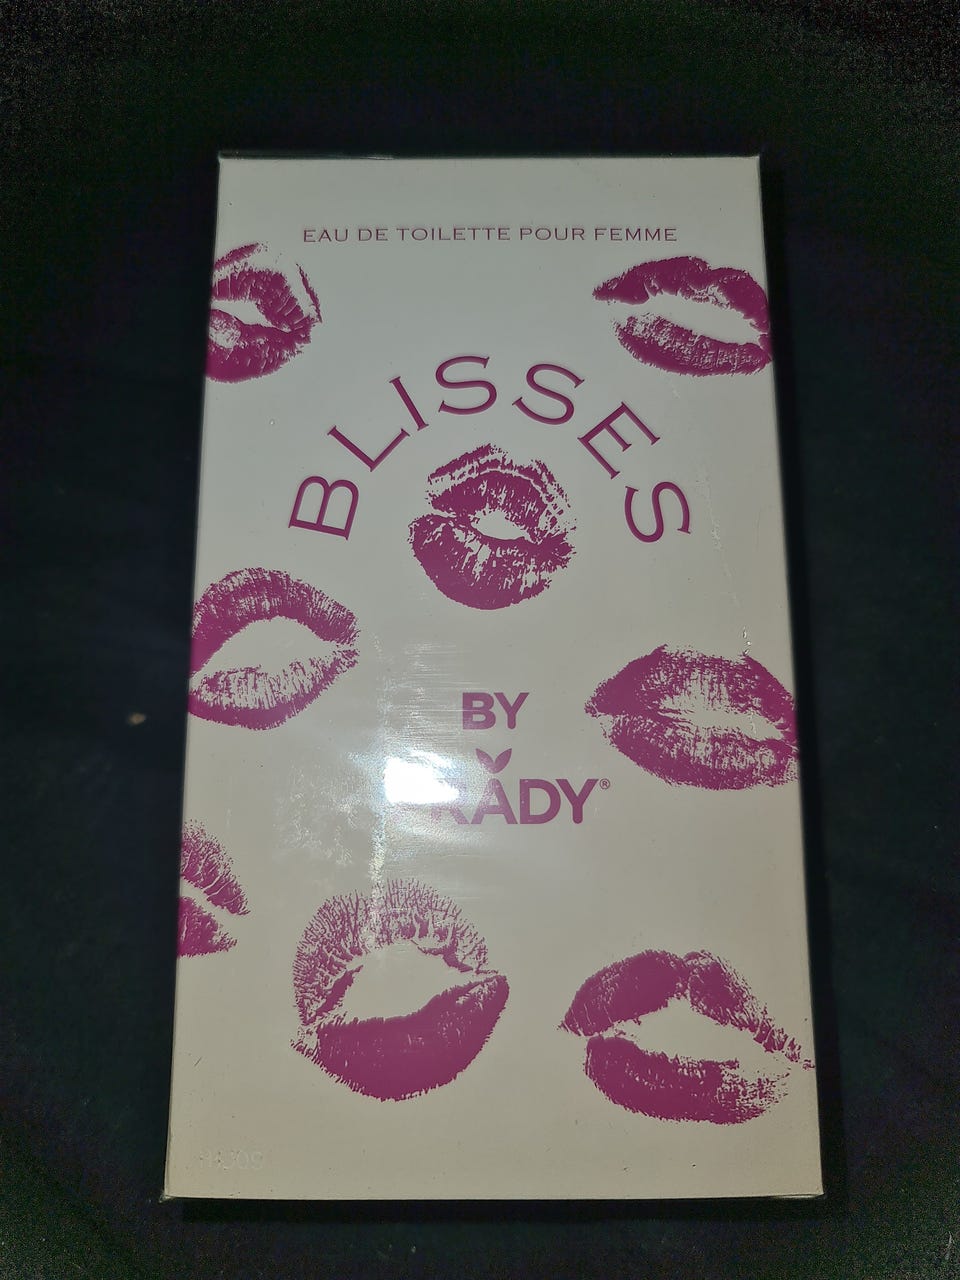 EAU DE TOILETTE POUR FEMME
BLISSES
BY